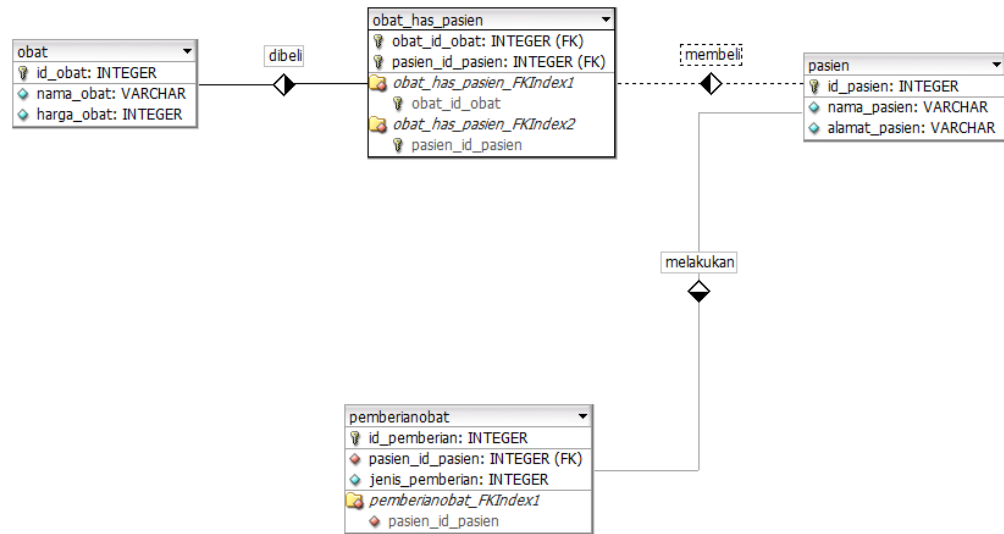 obat
id_obat: INTEGER
nama_obat: VARCHAR
harga_obat: INTEGER
dibeli
obat_has_pasien
obat_id_obat: INTEGER (FK)
pasien_id_pasien: INTEGER (FK)
obat_has_pasien_FKIndex1
obat_id_obat
obat_has_pasien_FKIndex2
pasien_id_pasien
membeli
pasien
id_pasien: INTEGER
nama_pasien: VARCHAR
alamat_pasien: VARCHAR
melakukan
pemberianobat
id_pemberian: INTEGER
pasien_id_pasien: INTEGER (FK)
jenis_pemberian: INTEGER
pemberianobat_FKIndex1
pasien_id_pasien